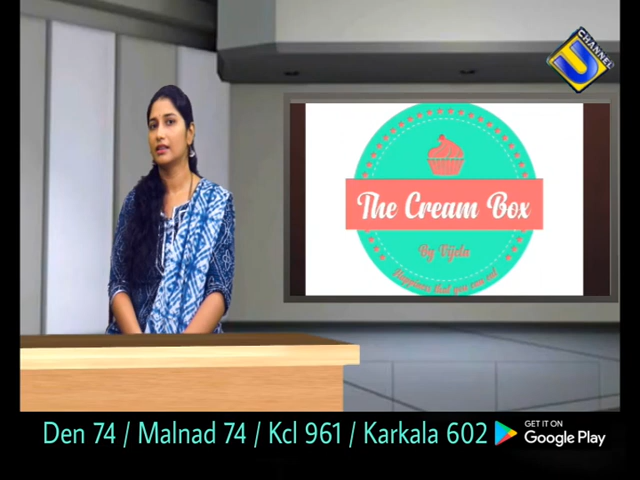 CHANNEL
U
The Cream Box
By Vijela
Happiness that you can eat
Den 74 / Malnad 74 / Kcl 961 / Karkala 602
GET IT ON
Google Play